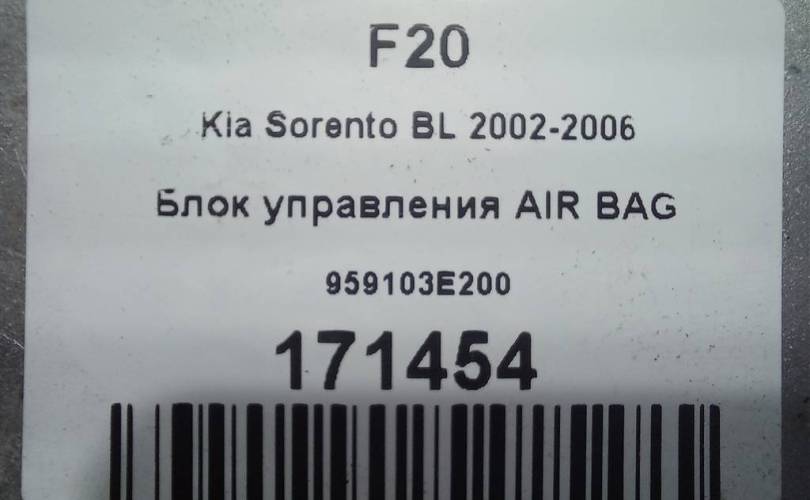 F20
Kia Sorento BL 2002-2006
Блок управления AIR BAG
959103E200
171454